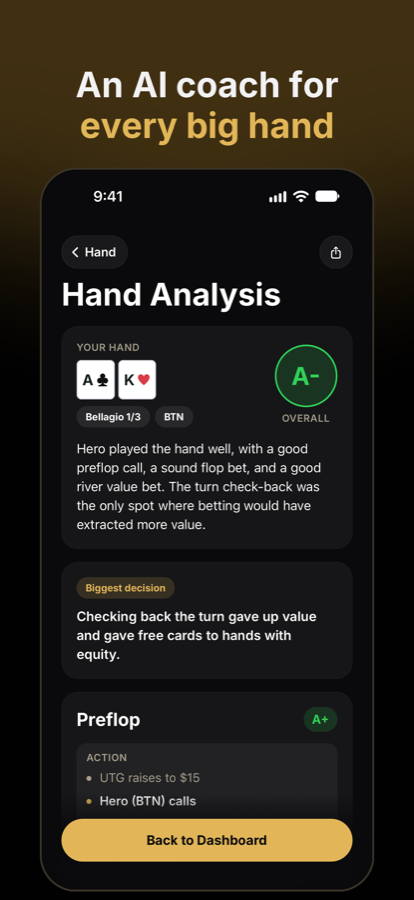 An AI coach for
every big hand
9:41
Hand
Hand Analysis
YOUR HAND
A♣ K♥
A-
Bellagio 1/3 BTN
OVERALL
Hero played the hand well, with a good
preflop call, a sound flop bet, and a good
river value bet. The turn check-back was
the only spot where betting would have
extracted more value.
Biggest decision
Checking back the turn gave up value
and gave free cards to hands with
equity.
Preflop A+
ACTION
UTG raises to $15
Hero (BTN) calls
Back to Dashboard